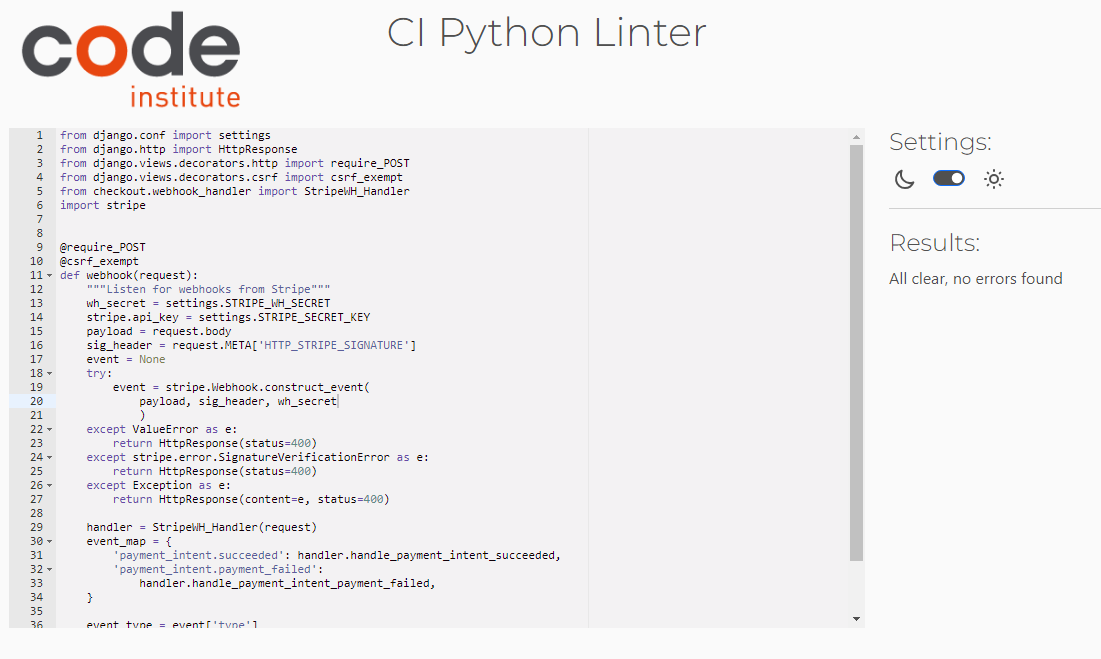 code
institute
CI Python Linter
1 from django.conf import settings
2 from django.http import HttpResponse
3 from django.views.decorators.http import require_POST
4 from django.views.decorators.csrf import csrf_exempt
5 from checkout.webhook_handler import StripeWH_Handler
6 import stripe
7
8
9 @require_POST
10 @csrf_exempt
11 def webhook(request):
12     """Listen for webhooks from Stripe"""
13     wh_secret = settings.STRIPE_WH_SECRET
14     stripe.api_key = settings.STRIPE_SECRET_KEY
15     payload = request.body
16     sig_header = request.META['HTTP_STRIPE_SIGNATURE']
17     event = None
18     try:
19         event = stripe.Webhook.construct_event(
20             payload, sig_header, wh_secret
21             )
22     except ValueError as e:
23         return HttpResponse(status=400)
24     except stripe.error.SignatureVerificationError as e:
25         return HttpResponse(status=400)
26     except Exception as e:
27         return HttpResponse(content=e, status=400)
28
29     handler = StripeWH_Handler(request)
30     event_map = {
31         'payment_intent.succeeded': handler.handle_payment_intent_succeeded,
32         'payment_intent.payment_failed':
33             handler.handle_payment_intent_payment_failed,
34     }
35
36     event_type = event['type']
Settings:
Results:
All clear, no errors found